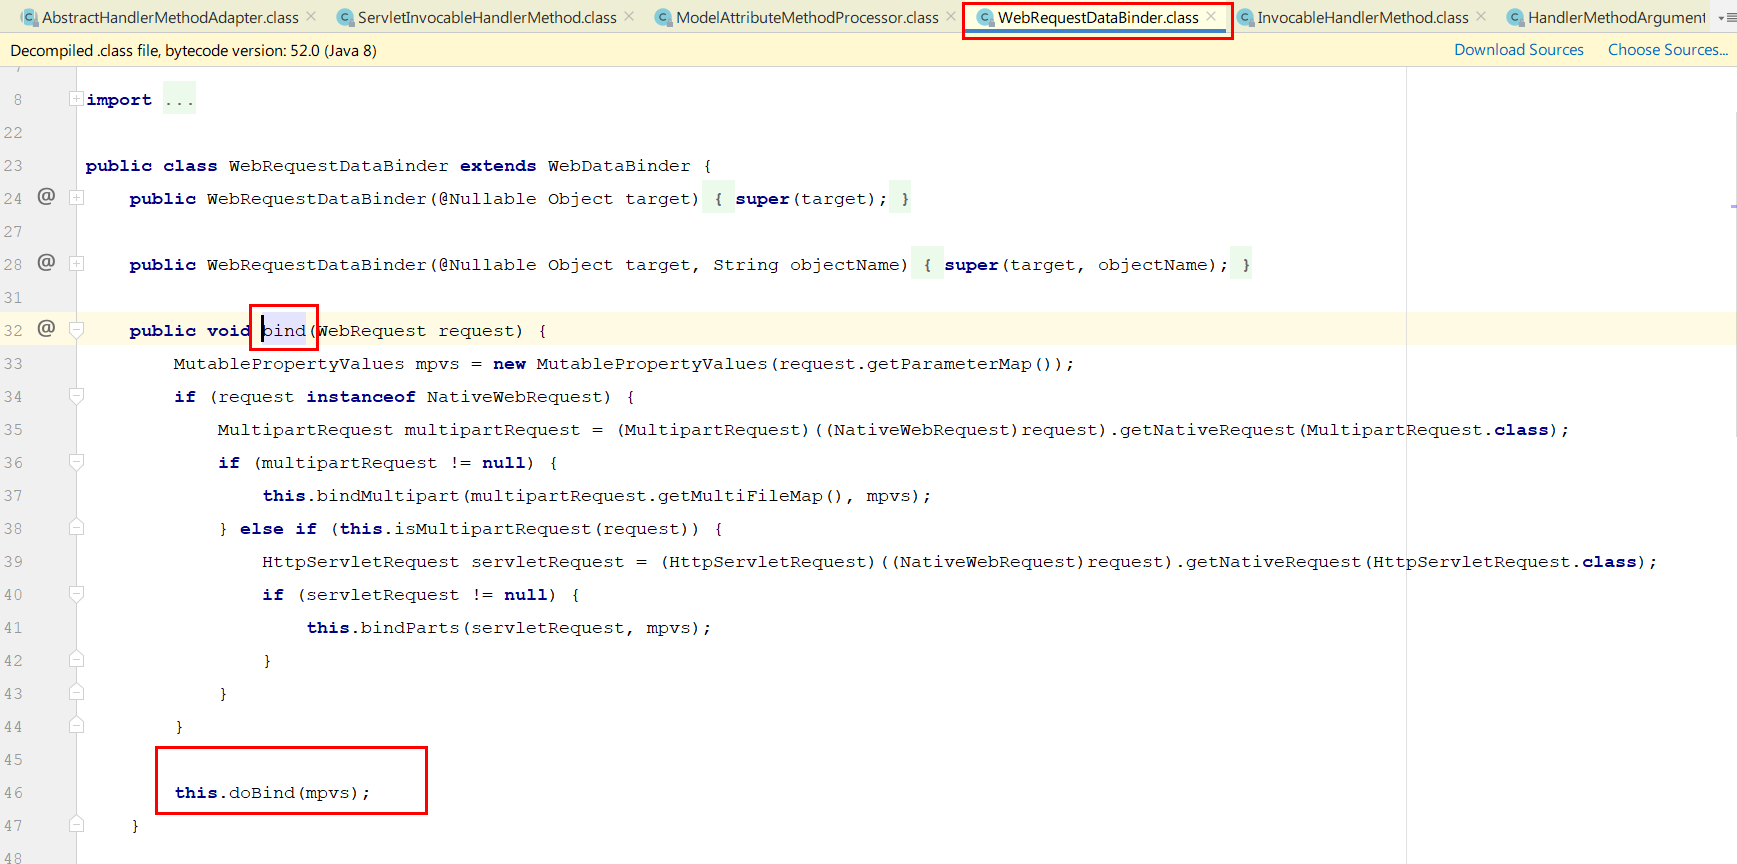 AbstractHandlerMethodAdapter.class ServletInvocableHandlerMethod.class ModelAttributeMethodProcessor.class WebRequestDataBinder.class InvocableHandlerMethod.class HandlerMethodArgument
Decompiled .class file, bytecode version: 52.0 (Java 8) Download Sources Choose Sources...
8 import ...
22
23 public class WebRequestDataBinder extends WebDataBinder {
24 @ public WebRequestDataBinder(@Nullable Object target) { super(target); }
27
28 @ public WebRequestDataBinder(@Nullable Object target, String objectName) { super(target, objectName); }
31
32 @ public void bind(WebRequest request) {
33 MutablePropertyValues mpvs = new MutablePropertyValues(request.getParameterMap());
34 if (request instanceof NativeWebRequest) {
35 MultipartRequest multipartRequest = (MultipartRequest)((NativeWebRequest)request).getNativeRequest(MultipartRequest.class);
36 if (multipartRequest != null) {
37 this.bindMultipart(multipartRequest.getMultiFileMap(), mpvs);
38 } else if (this.isMultipartRequest(request)) {
39 HttpServletRequest servletRequest = (HttpServletRequest)((NativeWebRequest)request).getNativeRequest(HttpServletRequest.class);
40 if (servletRequest != null) {
41 this.bindParts(servletRequest, mpvs);
42 }
43 }
44 }
45
46 this.doBind(mpvs);
47 }
48